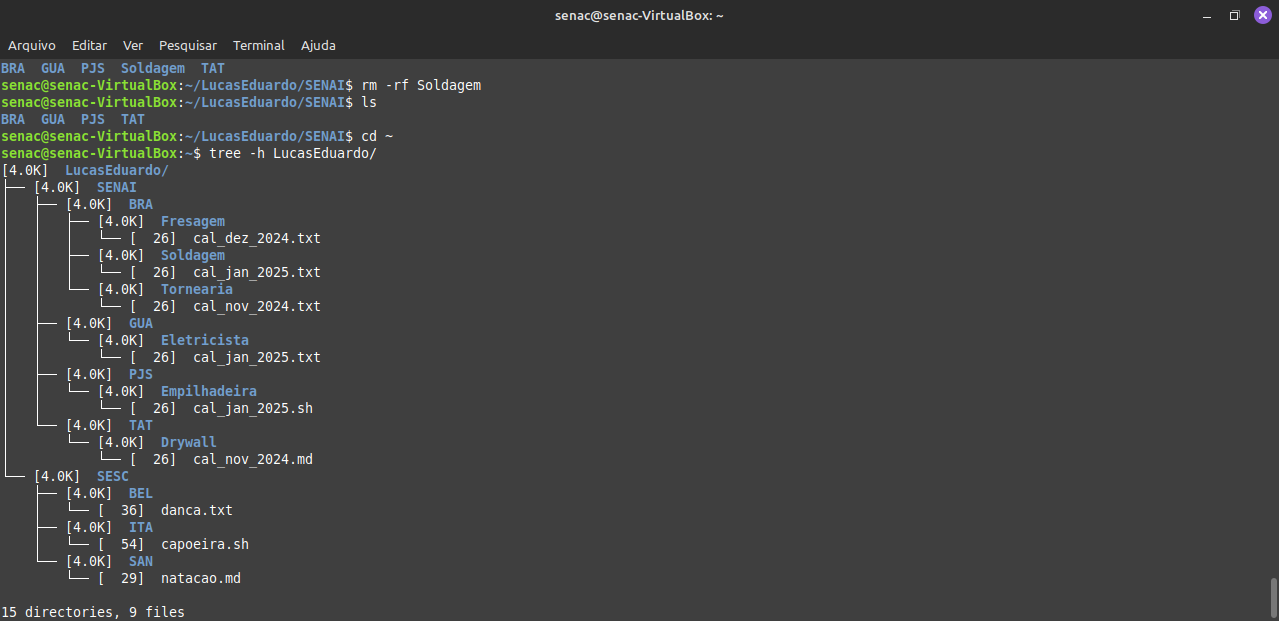 senac@senac-VirtualBox: ~
Arquivo Editar Ver Pesquisar Terminal Ajuda
BRA  GUA  PJS  Soldagem  TAT
senac@senac-VirtualBox:~/LucasEduardo/SENAI$ rm -rf Soldagem
senac@senac-VirtualBox:~/LucasEduardo/SENAI$ ls
BRA  GUA  PJS  TAT
senac@senac-VirtualBox:~/LucasEduardo/SENAI$ cd ~
senac@senac-VirtualBox:~$ tree -h LucasEduardo/
[4.0K]  LucasEduardo/
├── [4.0K]  SENAI
│   ├── [4.0K]  BRA
│   │   ├── [4.0K]  Fresagem
│   │   │   └── [  26]  cal_dez_2024.txt
│   │   ├── [4.0K]  Soldagem
│   │   │   └── [  26]  cal_jan_2025.txt
│   │   └── [4.0K]  Tornearia
│   │       └── [  26]  cal_nov_2024.txt
│   ├── [4.0K]  GUA
│   │   └── [4.0K]  Eletricista
│   │       └── [  26]  cal_jan_2025.txt
│   ├── [4.0K]  PJS
│   │   └── [4.0K]  Empilhadeira
│   │       └── [  26]  cal_jan_2025.sh
│   └── [4.0K]  TAT
│       └── [4.0K]  Drywall
│           └── [  26]  cal_nov_2024.md
└── [4.0K]  SESC
    ├── [4.0K]  BEL
    │   └── [  36]  danca.txt
    ├── [4.0K]  ITA
    │   └── [  54]  capoeira.sh
    └── [4.0K]  SAN
        └── [  29]  natacao.md
15 directories, 9 files